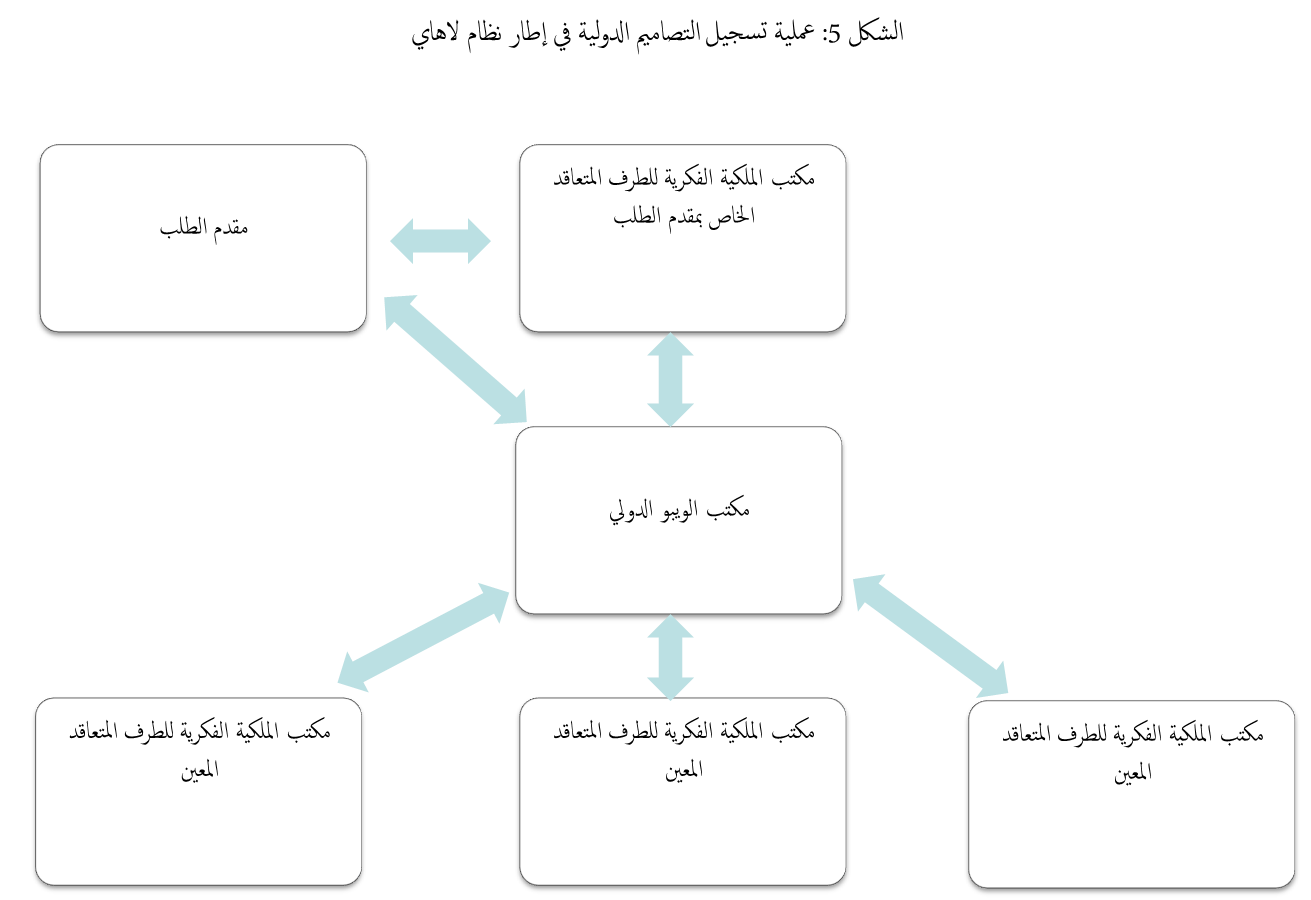 الشكل 5: عملية تسجيل التصاميم الدولية في إطار نظام لاهاي
مكتب الملكية الفكرية للطرف المتعاقد
الخاص بمقدم الطلب
مقدم الطلب
مكتب الويبو الدولي
مكتب الملكية الفكرية للطرف المتعاقد
المعين
مكتب الملكية الفكرية للطرف المتعاقد
المعين
مكتب الملكية الفكرية للطرف المتعاقد
المعين